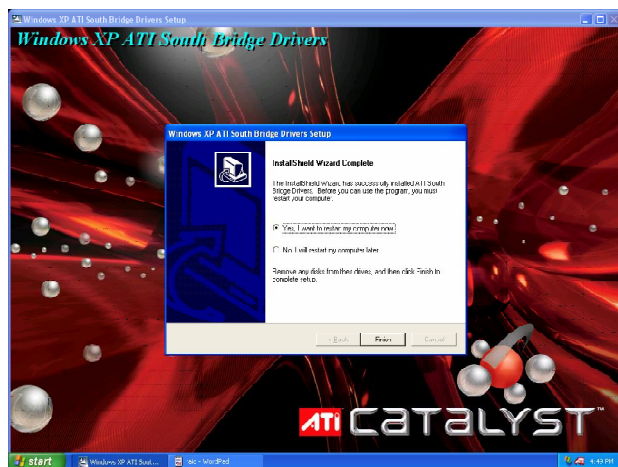 Windows XP ATI South Bridge Drivers Setup
Windows XP ATI South Bridge Drivers
Windows XP ATI South Bridge Drivers Setup
InstallShield Wizard Complete
The InstallShield Wizard has successfully installed ATI South
Bridge Drivers. Before you can use the program, you must
restart your computer.
Yes, I want to restart my computer now.
No, I will restart my computer later.
Remove any disks from their drives, and then click Finish to
complete setup.
< Back
Finish
Cancel
ATI CATALYST™
start
Windows XP ATI Sout...
aic - WordPad
4:49 PM